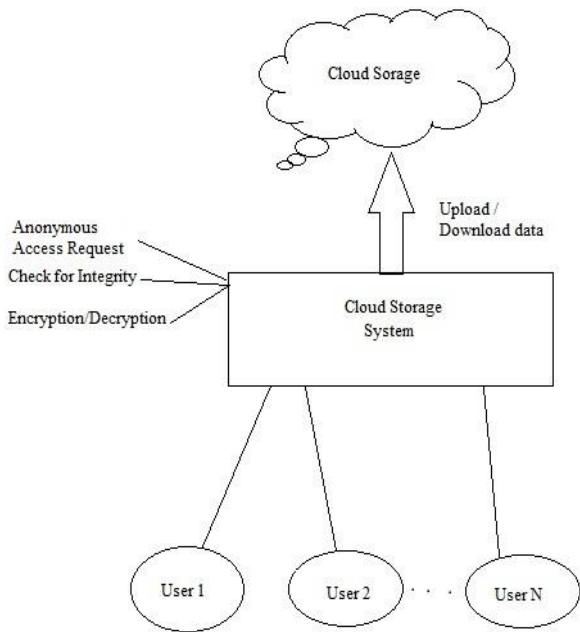 Cloud Sorage
Upload /
Download data
Anonymous
Access Request
Check for Integrity
Encryption/Decryption
Cloud Storage
System
User 1
User 2
. . .
User N